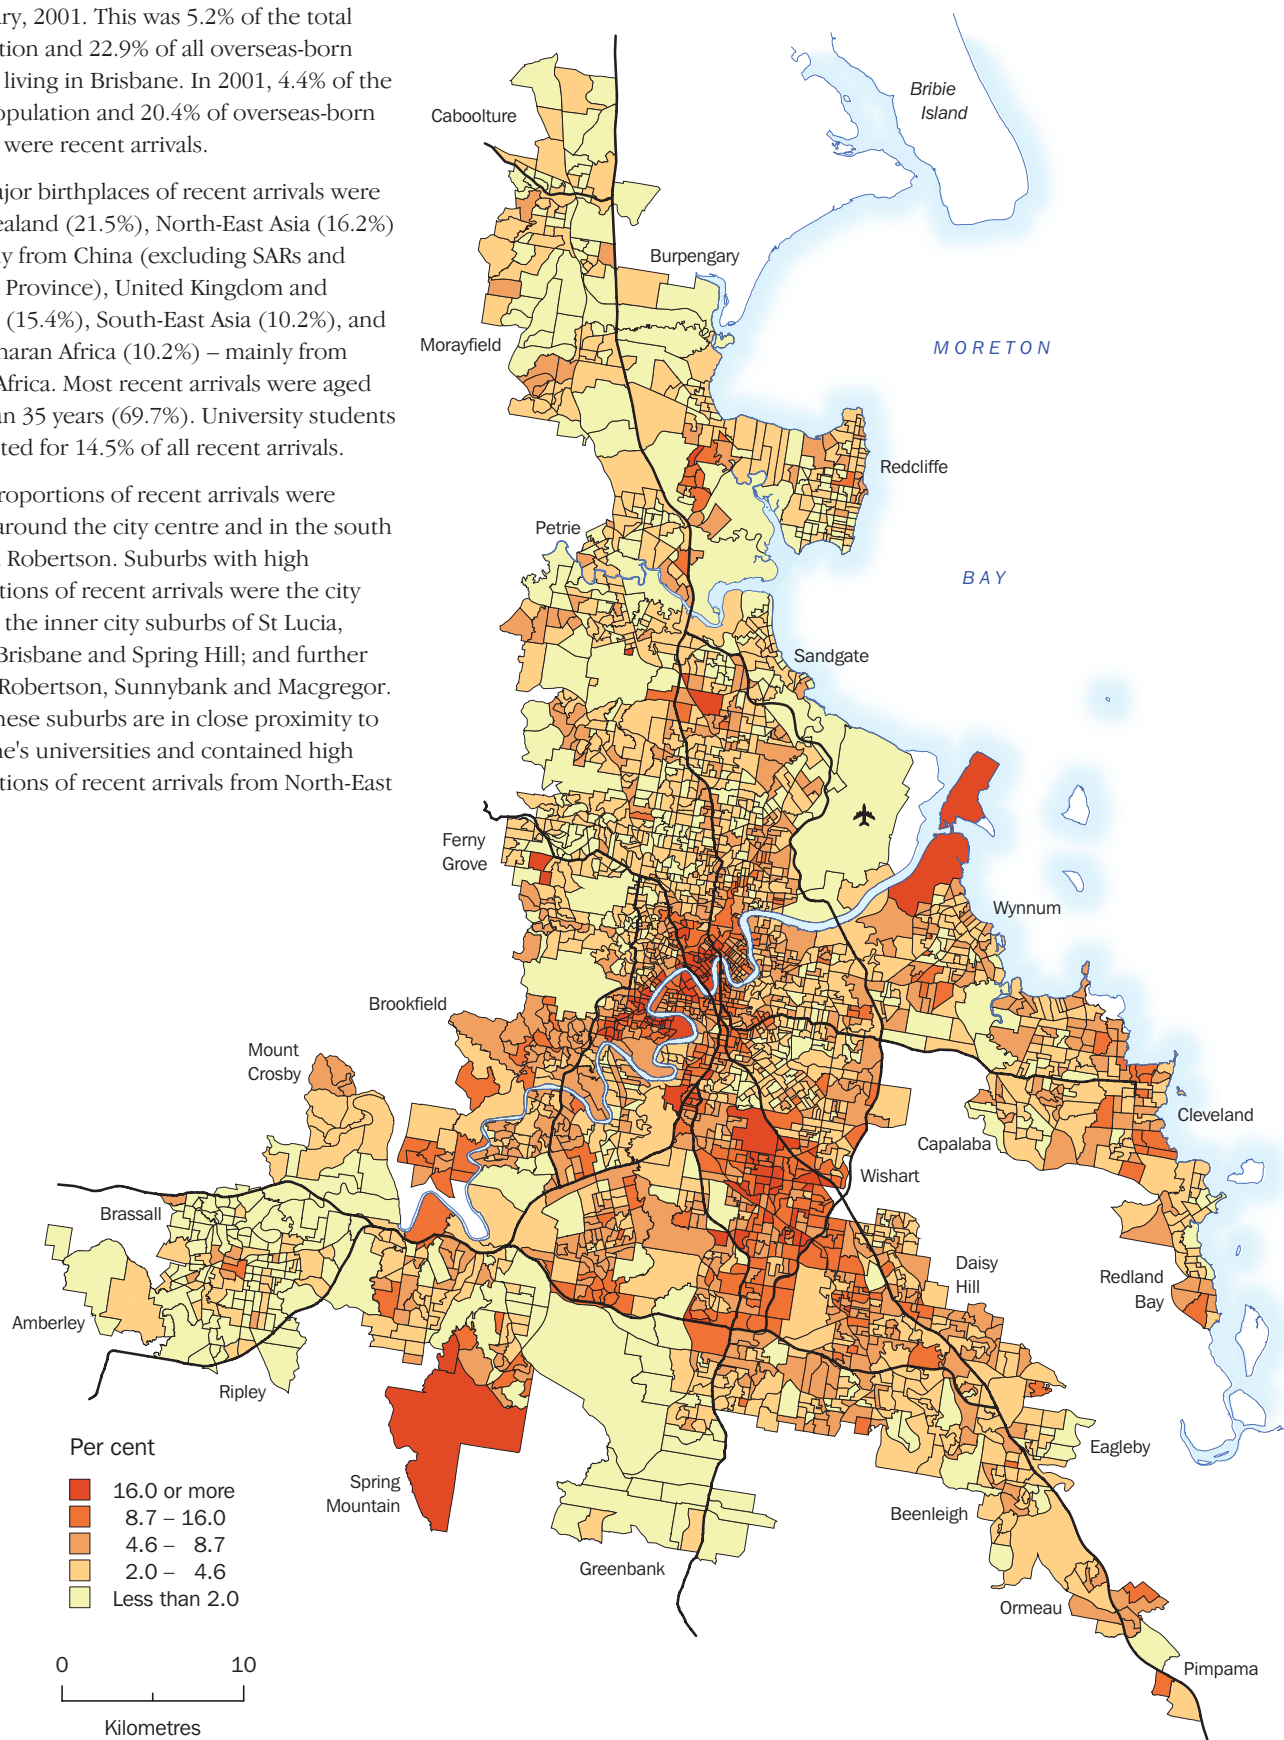 ry, 2001. This was 5.2% of the total
tion and 22.9% of all overseas-born
living in Brisbane. In 2001, 4.4% of the
opulation and 20.4% of overseas-born
were recent arrivals.
ajor birthplaces of recent arrivals were
ealand (21.5%), North-East Asia (16.2%)
y from China (excluding SARs and
Province), United Kingdom and
(15.4%), South-East Asia (10.2%), and
haran Africa (10.2%) – mainly from
Africa. Most recent arrivals were aged
an 35 years (69.7%). University students
ted for 14.5% of all recent arrivals.
roportions of recent arrivals were
around the city centre and in the south
Robertson. Suburbs with high
tions of recent arrivals were the city
the inner city suburbs of St Lucia,
Brisbane and Spring Hill; and further
Robertson, Sunnybank and Macgregor.
hese suburbs are in close proximity to
ne's universities and contained high
tions of recent arrivals from North-East
Bribie
Island
Caboolture
Burpengary
Morayfield
MORETON
Redcliffe
Petrie
BAY
Sandgate
Ferny
Grove
Wynnum
Brookfield
Mount
Crosby
Cleveland
Capalaba
Wishart
Brassall
Daisy
Hill
Redland
Bay
Amberley
Ripley
Eagleby
Spring
Mountain
Beenleigh
Greenbank
Ormeau
Pimpama
Per cent
16.0 or more
8.7 – 16.0
4.6 – 8.7
2.0 – 4.6
Less than 2.0
0 10
Kilometres